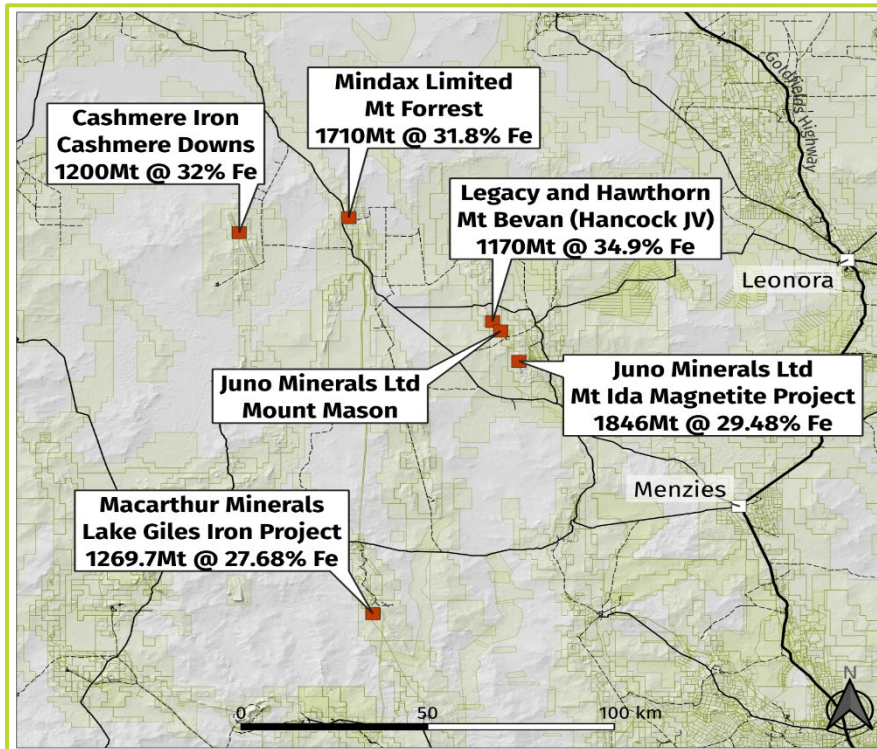 Mindax Limited
Mt Forrest
1710Mt @ 31.8% Fe
Cashmere Iron
Cashmere Downs
1200Mt @ 32% Fe
Goldfields Highway
Legacy and Hawthorn
Mt Bevan (Hancock JV)
1170Mt @ 34.9% Fe
Leonora
Juno Minerals Ltd
Mount Mason
Juno Minerals Ltd
Mt Ida Magnetite Project
1846Mt @ 29.48% Fe
Menzies
Macarthur Minerals
Lake Giles Iron Project
1269.7Mt @ 27.68% Fe
N
0
50
100 km